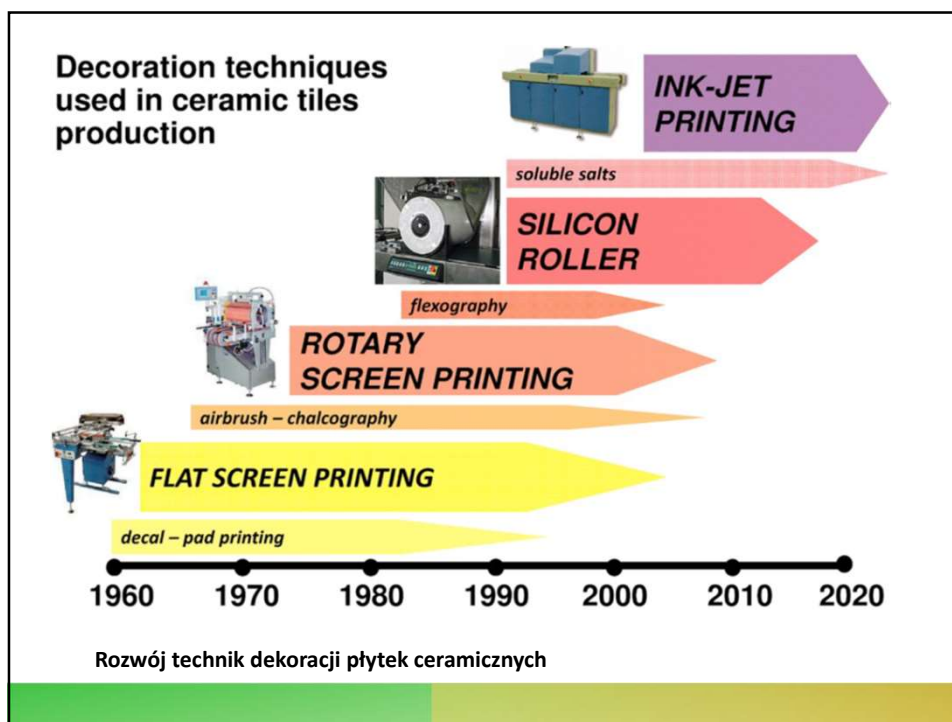 Decoration techniques
used in ceramic tiles
production
INK-JET
PRINTING
soluble salts
SILICON
ROLLER
flexography
ROTARY
SCREEN PRINTING
airbrush – chalcography
FLAT SCREEN PRINTING
decal – pad printing
1960 1970 1980 1990 2000 2010 2020
Rozwój technik dekoracji płytek ceramicznych